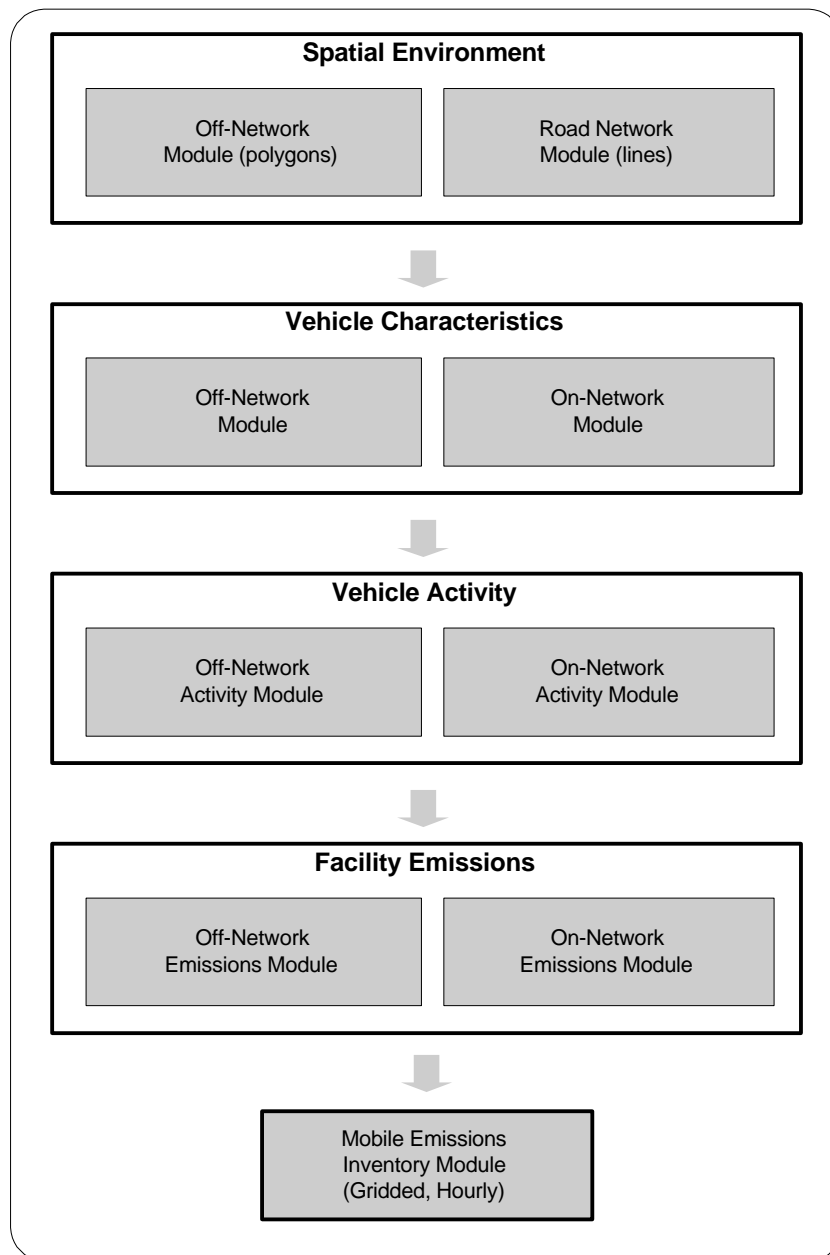 Spatial Environment
Off-Network
Module (polygons)
Road Network
Module (lines)
Vehicle Characteristics
Off-Network
Module
On-Network
Module
Vehicle Activity
Off-Network
Activity Module
On-Network
Activity Module
Facility Emissions
Off-Network
Emissions Module
On-Network
Emissions Module
Mobile Emissions
Inventory Module
(Gridded, Hourly)